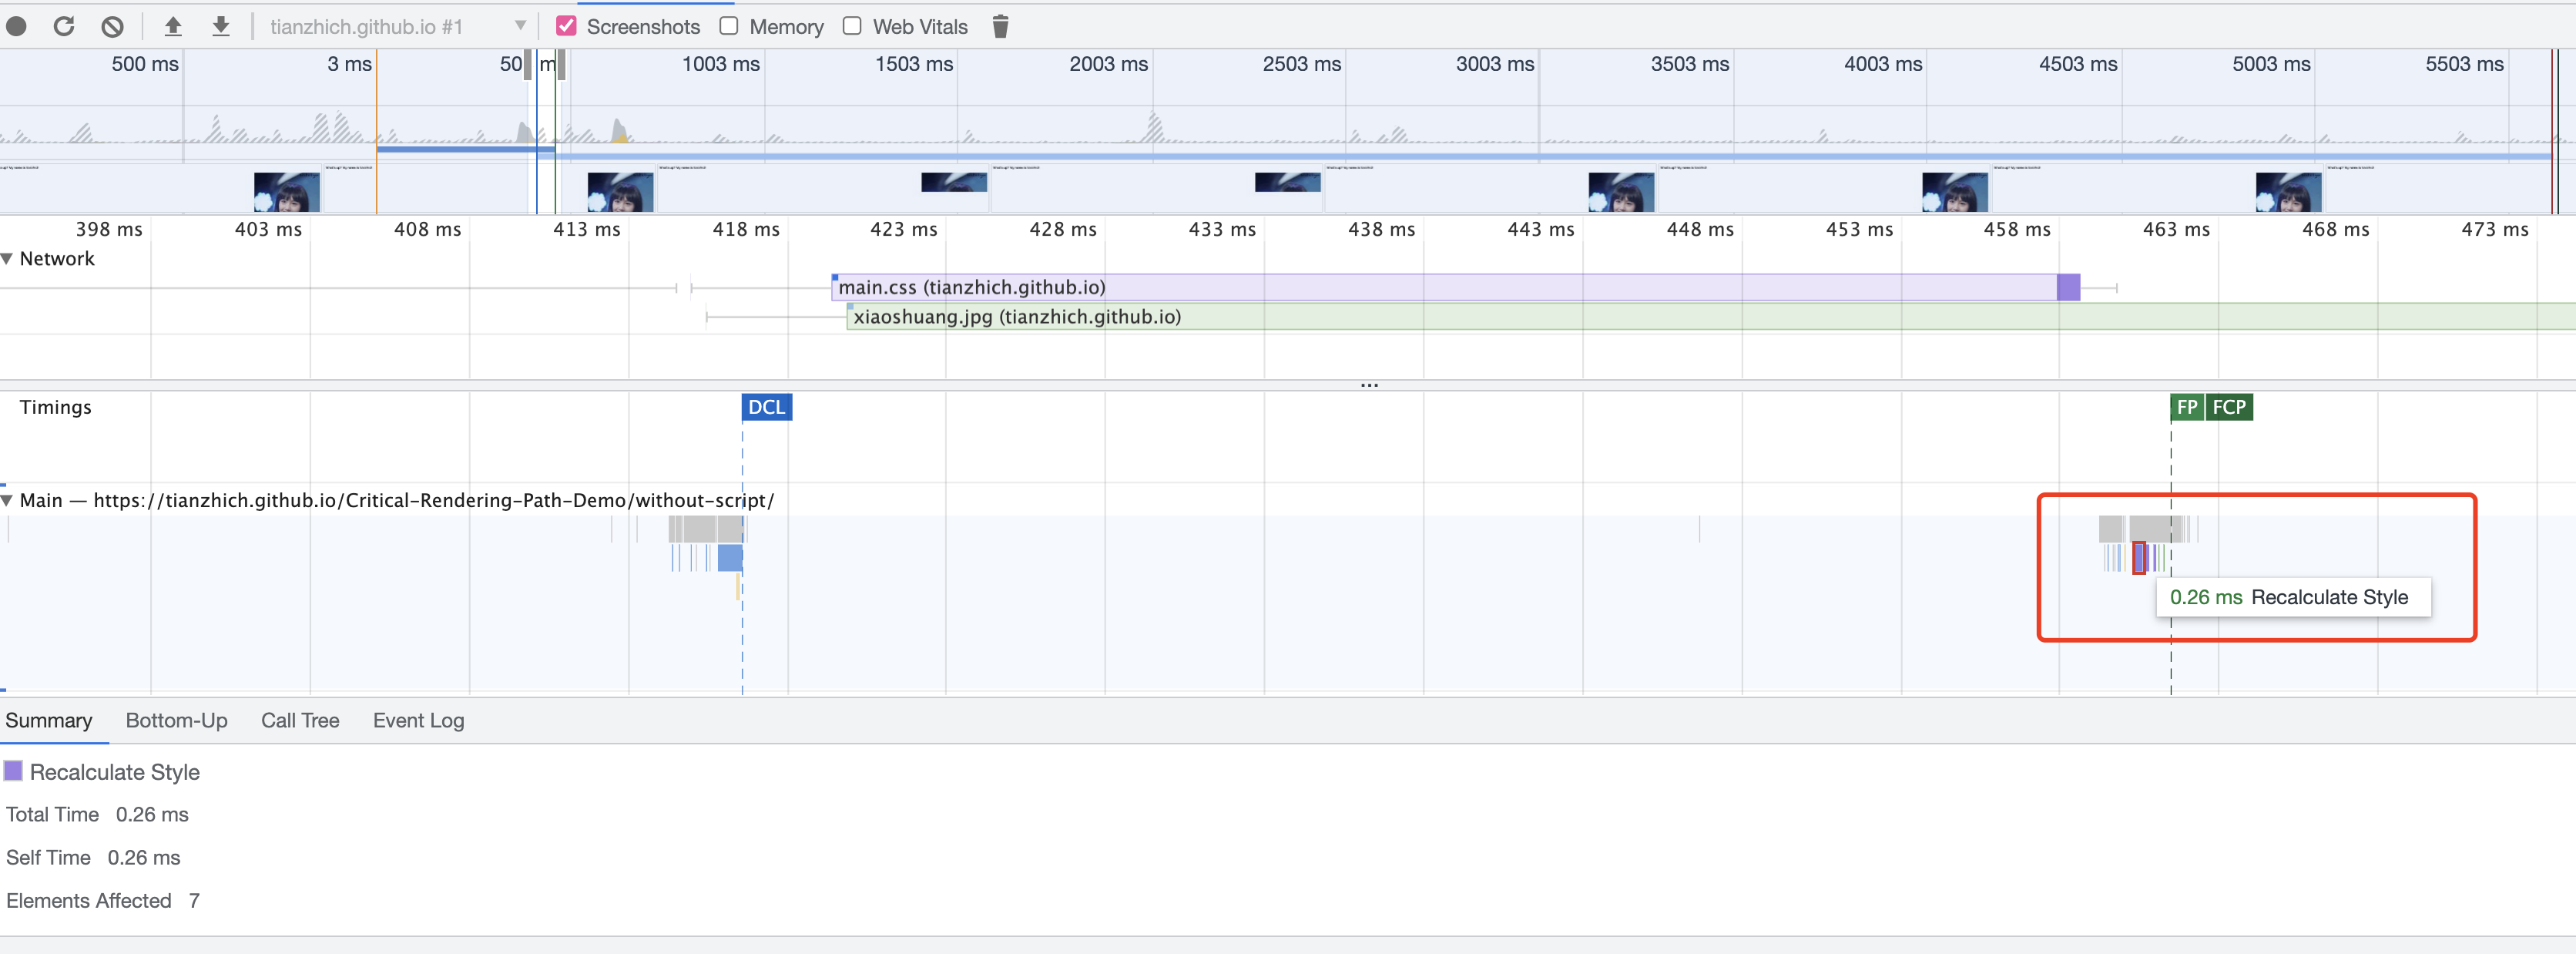 tianzhich.github.io #1 Screenshots Memory Web Vitals
500 ms 3 ms 50 m 1003 ms 1503 ms 2003 ms 2503 ms 3003 ms 3503 ms 4003 ms 4503 ms 5003 ms 5503 ms
398 ms 403 ms 408 ms 413 ms 418 ms 423 ms 428 ms 433 ms 438 ms 443 ms 448 ms 453 ms 458 ms 463 ms 468 ms 473 ms
Network
main.css (tianzhich.github.io)
xiaoshuang.jpg (tianzhich.github.io)
...
Timings DCL FP FCP
Main — https://tianzhich.github.io/Critical-Rendering-Path-Demo/without-script/
0.26 ms Recalculate Style
Summary Bottom-Up Call Tree Event Log
Recalculate Style
Total Time 0.26 ms
Self Time 0.26 ms
Elements Affected 7